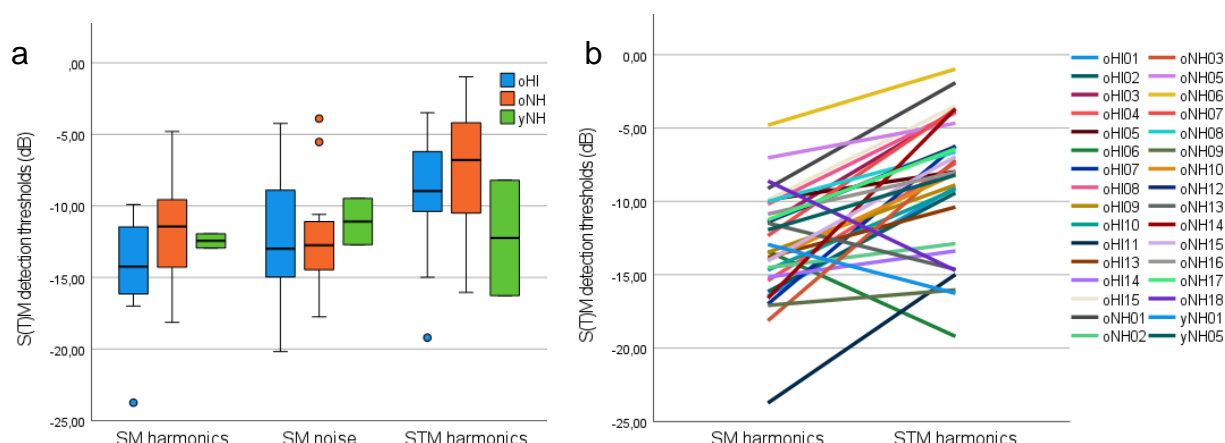 a
S(T)M detection thresholds (dB)
,00
-5,00
-10,00
-15,00
-20,00
-25,00
SM harmonics
SM noise
STM harmonics
oHI
oNH
yNH
b
S(T)M detection thresholds (dB)
0,00
-5,00
-10,00
-15,00
-20,00
-25,00
SM harmonics
STM harmonics
oHI01
oHI02
oHI03
oHI04
oHI05
oHI06
oHI07
oHI08
oHI09
oHI10
oHI11
oHI13
oHI14
oHI15
oNH01
oNH02
oNH03
oNH05
oNH06
oNH07
oNH08
oNH09
oNH10
oNH12
oNH13
oNH14
oNH15
oNH16
oNH17
oNH18
yNH01
yNH05